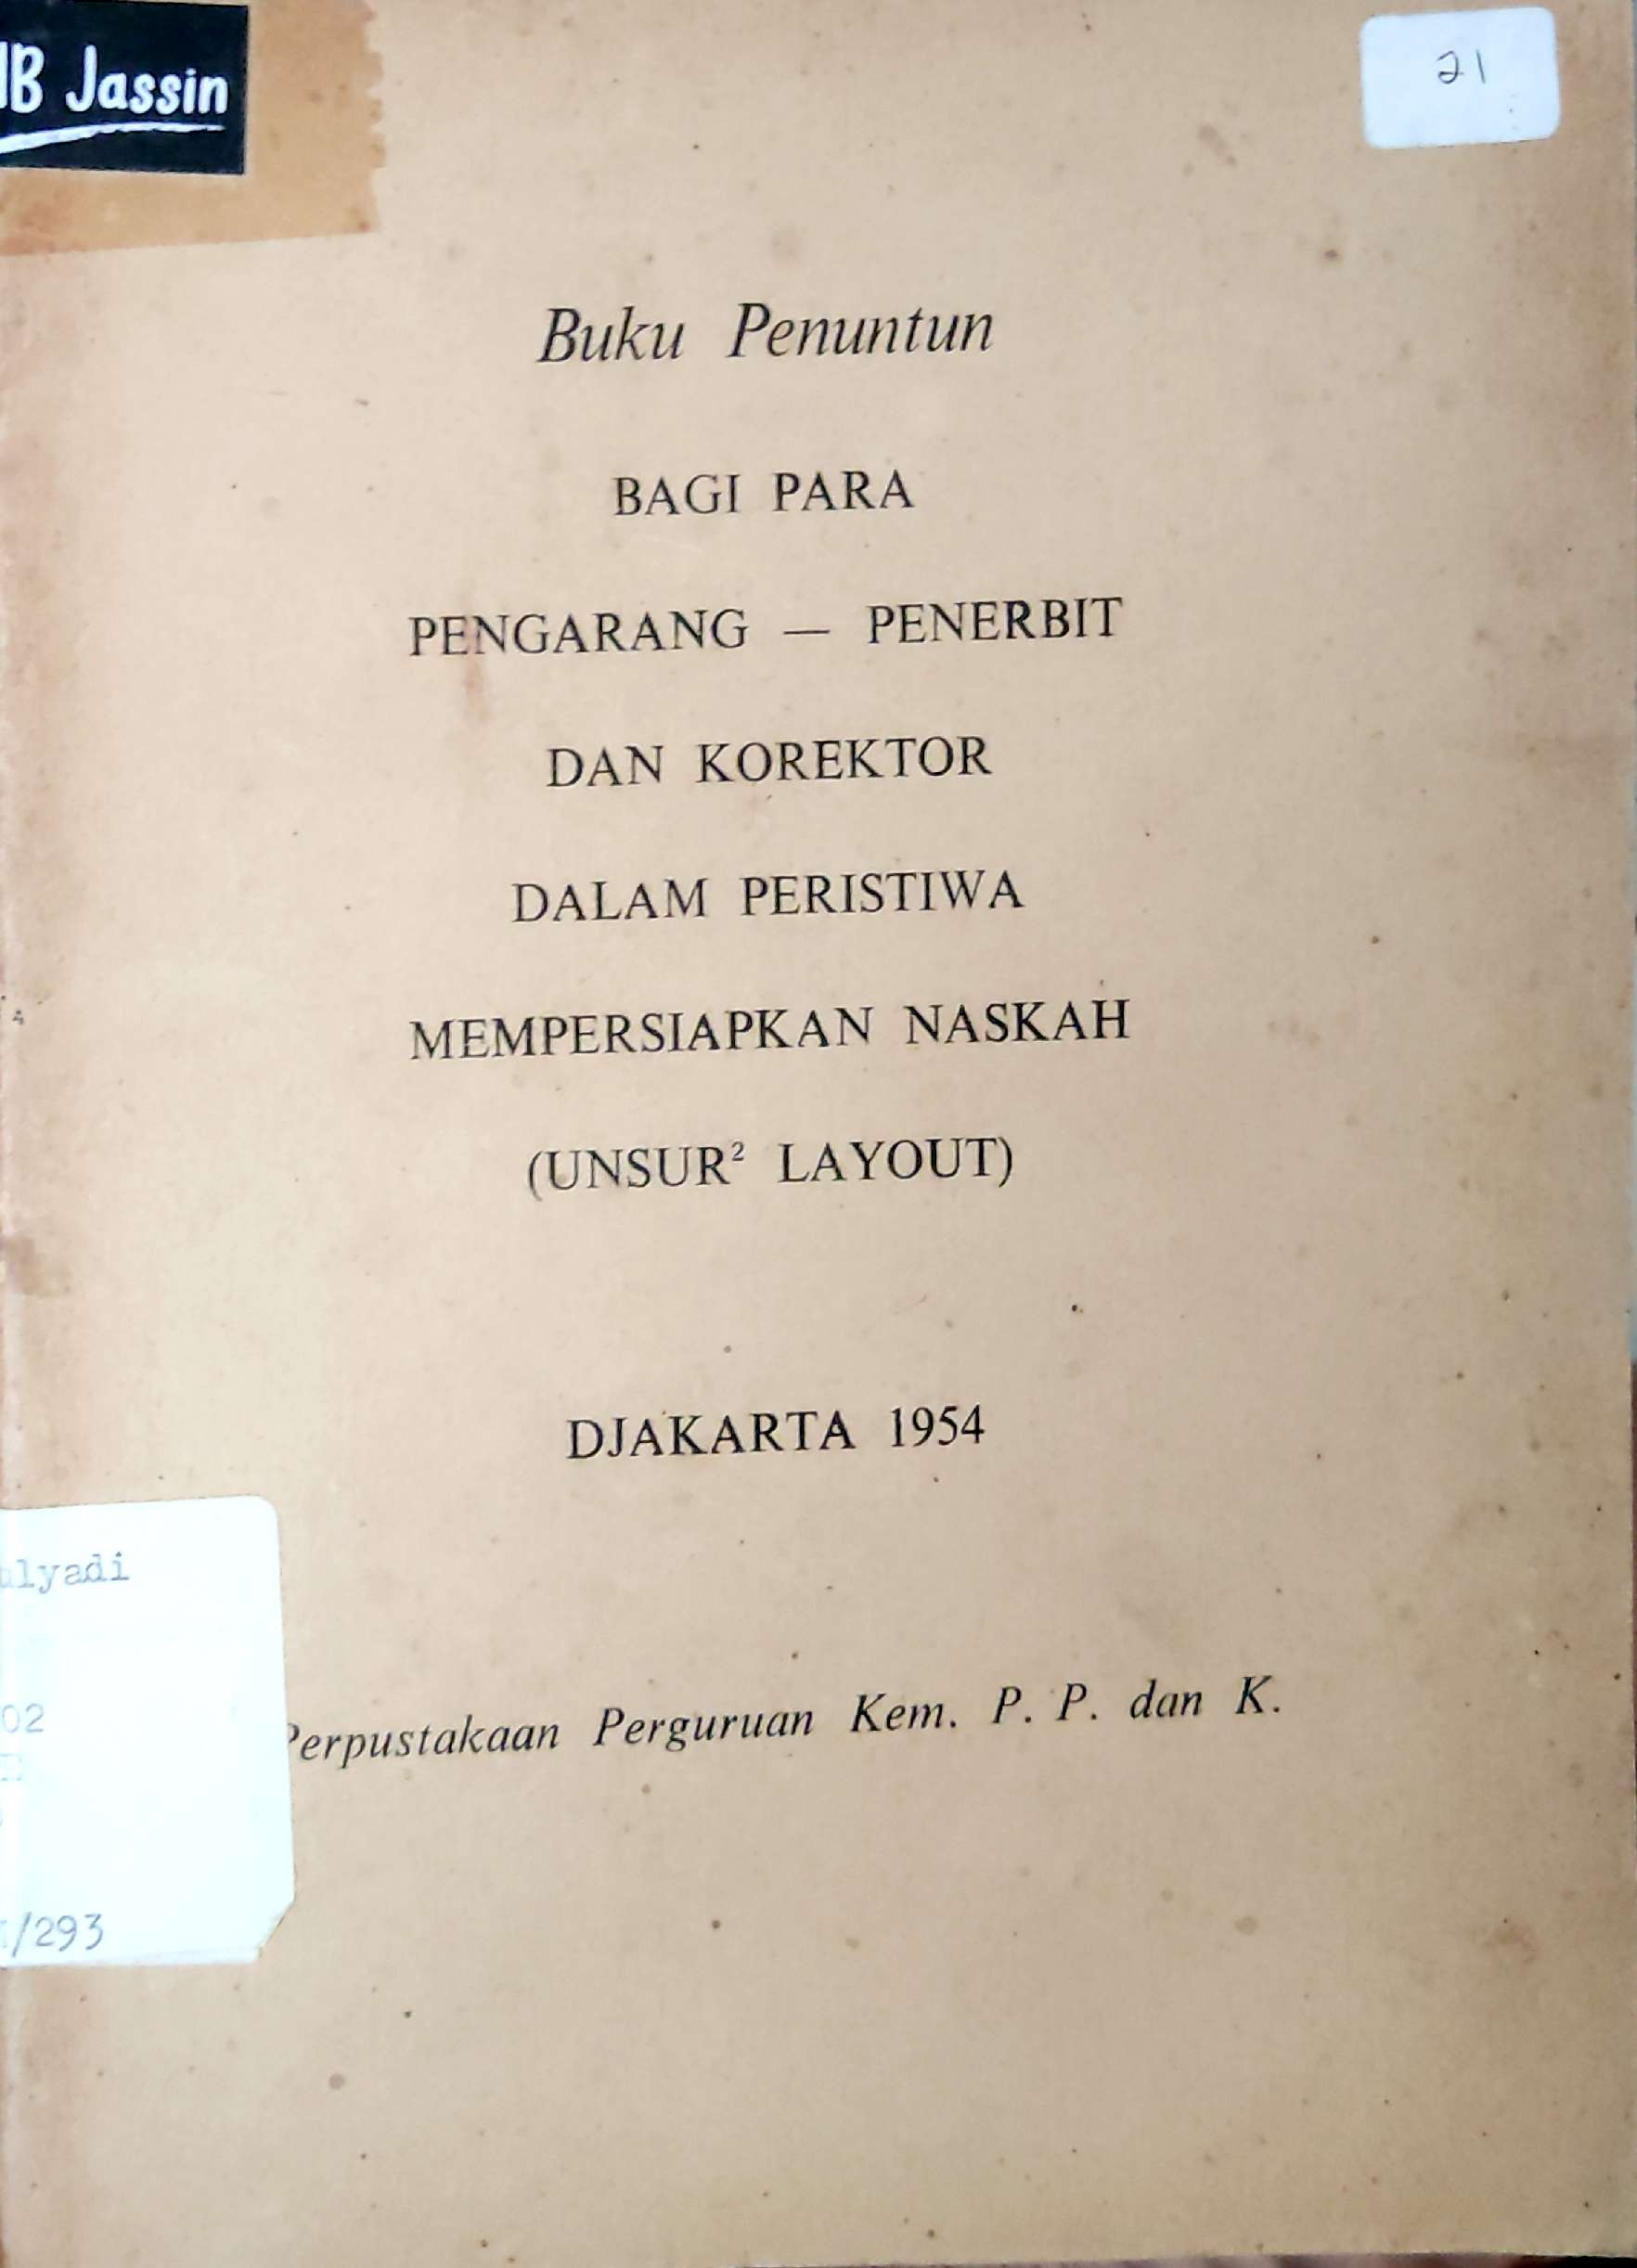 Jassin
21
Buku Penuntun
BAGI PARA
PENGARANG — PENERBIT
DAN KOREKTOR
DALAM PERISTIWA
MEMPERSIAPKAN NASKAH
(UNSUR² LAYOUT)
DJAKARTA 1954
Perpustakaan Perguruan Kem. P. P. dan K.
lyadi
02
/293